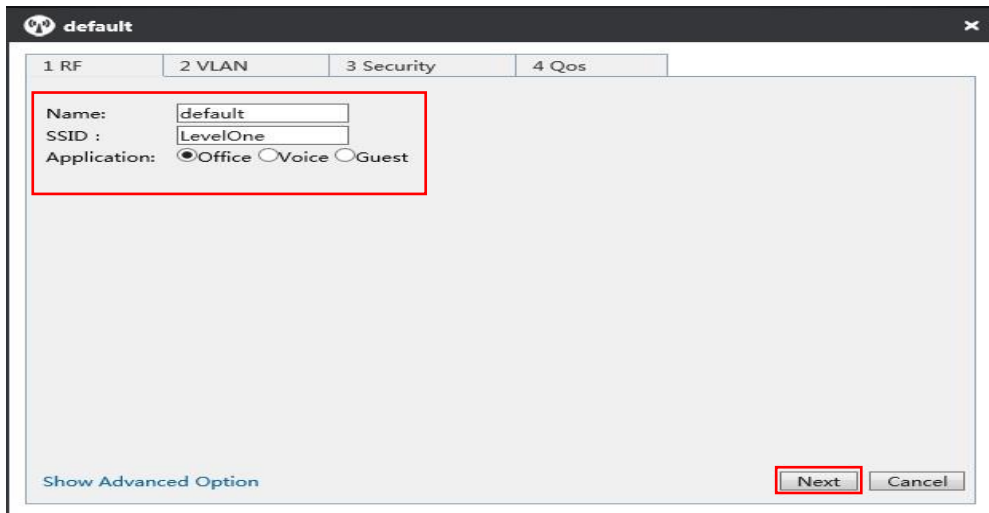 default
1 RF 2 VLAN 3 Security 4 Qos
Name: default
SSID : LevelOne
Application: Office Voice Guest
Show Advanced Option Next Cancel